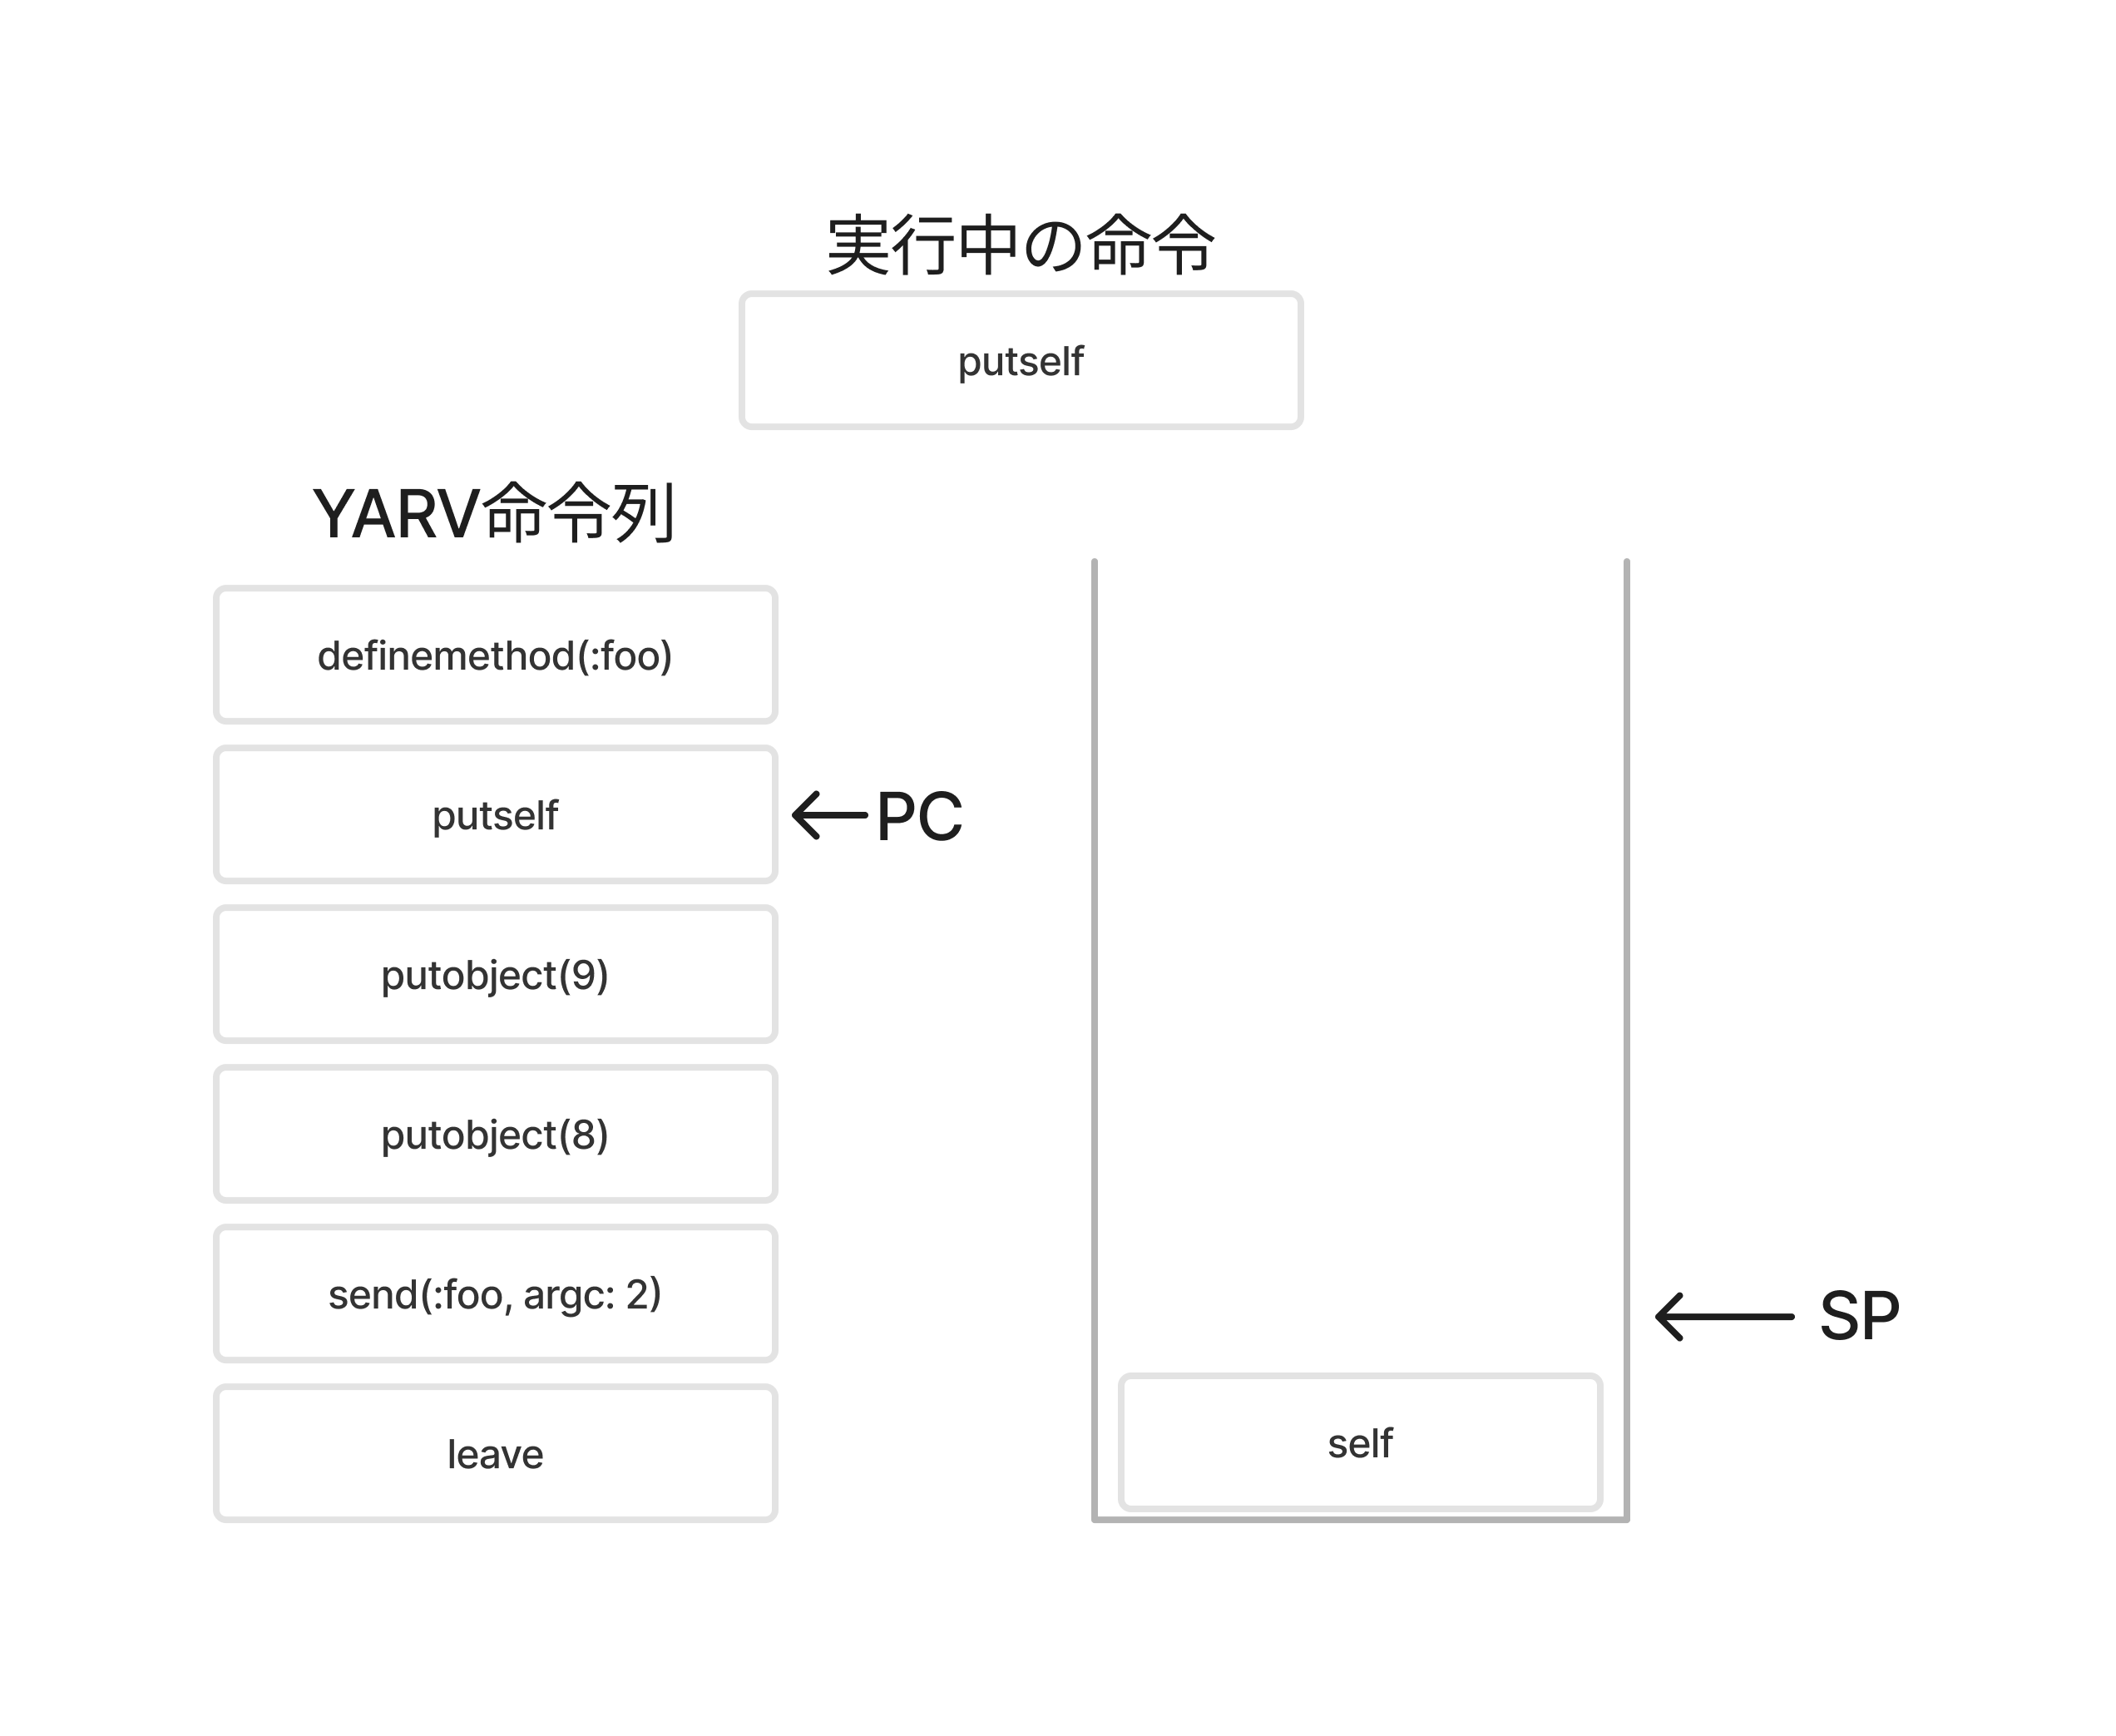 実行中の命令
putself
YARV命令列
definemethod(:foo)
putself
PC
putobject(9)
putobject(8)
send(:foo, argc: 2)
leave
SP
self